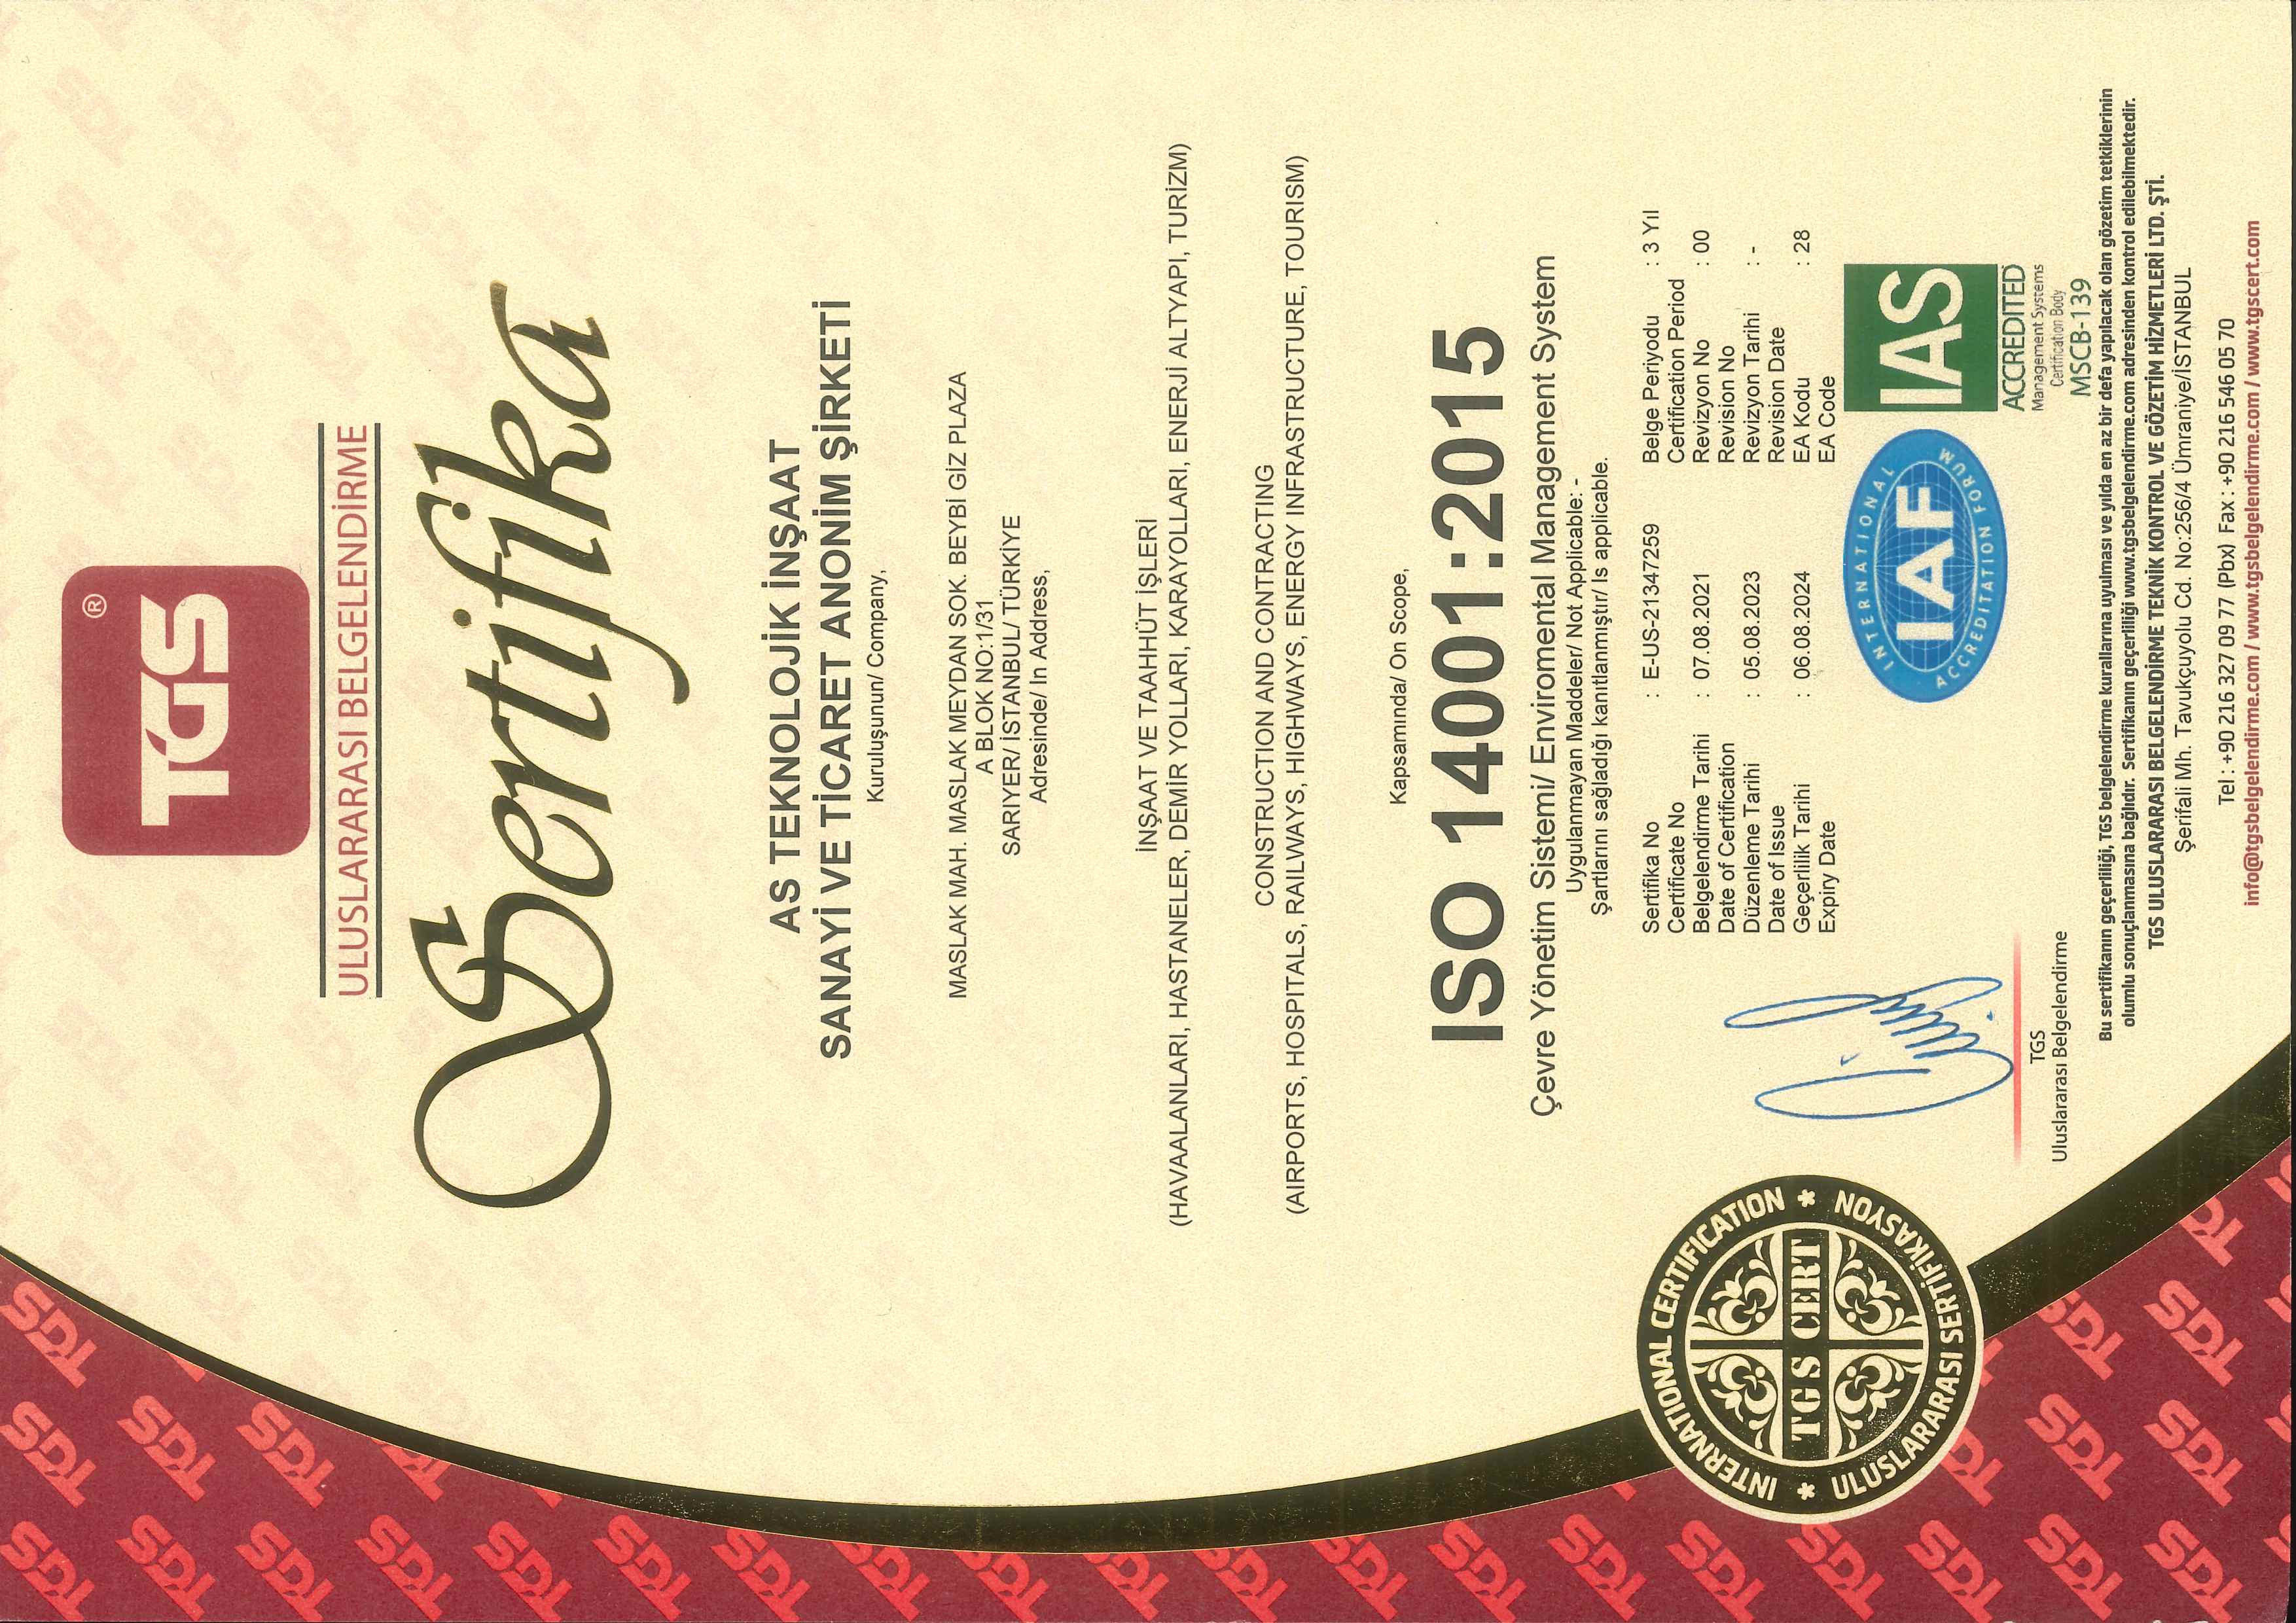 TGS®
ULUSLARARASI BELGELENDİRME
Sertifika
AS TEKNOLOJİK İNŞAAT
SANAYİ VE TİCARET ANONİM ŞİRKETİ
Kuruluşunun/ Company,
MASLAK MAH. MASLAK MEYDAN SOK. BEYBİ GİZ PLAZA
A BLOK NO:1/31
SARIYER/ İSTANBUL/ TÜRKİYE
Adresinde/ In Address,
İNŞAAT VE TAAHHÜT İŞLERİ
(HAVAALANLARI, HASTANELER, DEMİR YOLLARI, KARAYOLLARI, ENERJİ ALTYAPI, TURİZM)
CONSTRUCTION AND CONTRACTING
(AIRPORTS, HOSPITALS, RAILWAYS, HIGHWAYS, ENERGY INFRASTRUCTURE, TOURISM)
Kapsamında/ On Scope,
ISO 14001:2015
Çevre Yönetim Sistemi/ Enviromental Management System
Uygulanmayan Maddeler/ Not Applicable: -
Şartlarını sağladığı kanıtlanmıştır/ Is applicable.
Sertifika No : E-US-21347259 Belge Periyodu : 3 Yıl
Certificate No Certification Period
Belgelendirme Tarihi : 07.08.2021 Revizyon No : 00
Date of Certification Revision No
Düzenleme Tarihi : 05.08.2023 Revizyon Tarihi : -
Date of Issue Revision Date
Geçerlilik Tarihi : 06.08.2024 EA Kodu : 28
Expiry Date EA Code
INTERNATIONAL CERTIFICATION
TGS CERT
ULUSLARARASI SERTİFİKASYON
TGS
Uluslararası Belgelendirme
INTERNATIONAL
IAF
ACCREDITATION FORUM
IAS
ACCREDITED
Management Systems
Certification Body
MSCB-139
Bu sertifikanın geçerliliği, TGS belgelendirme kurallarına uyulması ve yılda en az bir defa yapılacak olan gözetim tetkiklerinin
olumlu sonuçlanmasına bağlıdır. Sertifikanın geçerliliği www.tgsbelgelendirme.com adresinden kontrol edilebilmektedir.
TGS ULUSLARARASI BELGELENDİRME TEKNİK KONTROL VE GÖZETİM HİZMETLERİ LTD. ŞTİ.
Şerifali Mh. Tavukçuyolu Cd. No:256/4 Ümraniye/İSTANBUL
Tel : +90 216 327 09 77 (Pbx) Fax : +90 216 546 05 70
info@tgsbelgelendirme.com / www.tgsbelgelendirme.com / www.tgscert.com